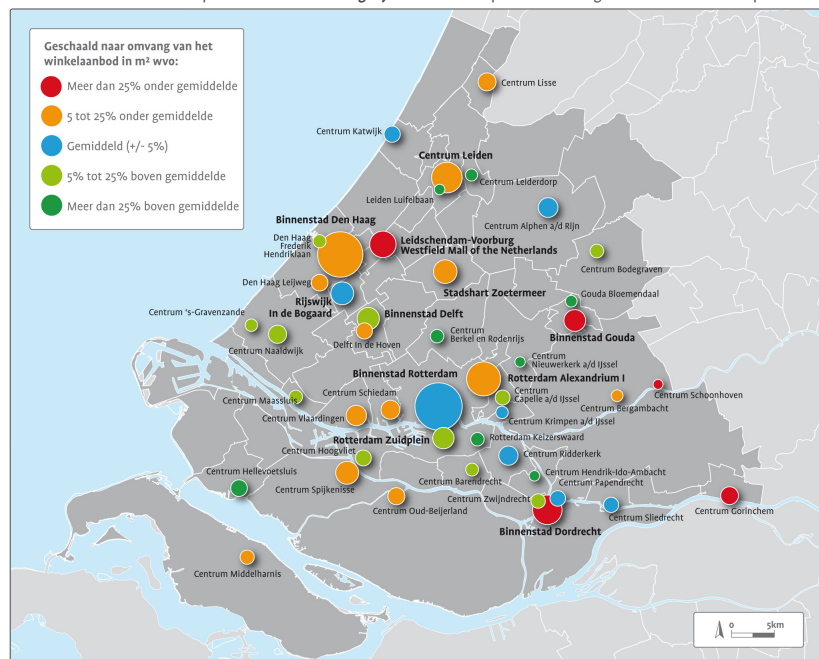 Geschaald naar omvang van het
winkelaanbod in m² wvo:
Meer dan 25% onder gemiddelde
5 tot 25% onder gemiddelde
Gemiddeld (+/- 5%)
5% tot 25% boven gemiddelde
Meer dan 25% boven gemiddelde
Centrum Lisse
Centrum Katwijk
Centrum Leiden
Centrum Leiderdorp
Leiden Luifelbaan
Centrum Alphen a/d Rijn
Binnenstad Den Haag
Den Haag
Frederik
Hendriklaan
Leidschendam-Voorburg
Westfield Mall of the Netherlands
Centrum Bodegraven
Den Haag Leijweg
Stadshart Zoetermeer
Rijswijk
In de Bogaard
Gouda Bloemendaal
Centrum 's-Gravenzande
Binnenstad Delft
Binnenstad Gouda
Centrum Naaldwijk
Delft In de Hoven
Centrum
Berkel en Rodenrijs
Centrum
Nieuwerkerk a/d IJssel
Binnenstad Rotterdam
Rotterdam Alexandrium I
Centrum Schoonhoven
Centrum Maassluis
Centrum Schiedam
Centrum
Capelle a/d IJssel
Centrum Bergambacht
Centrum Vlaardingen
Centrum Krimpen a/d IJssel
Rotterdam Zuidplein
Rotterdam Keizerswaard
Centrum Hoogvliet
Centrum Ridderkerk
Centrum Hellevoetsluis
Centrum Spijkenisse
Centrum Barendrecht
Centrum Hendrik-Ido-Ambacht
Centrum Papendrecht
Centrum Zwijndrecht
Centrum Oud-Beijerland
Centrum Sliedrecht
Centrum Gorinchem
Binnenstad Dordrecht
Centrum Middelharnis
0 5km